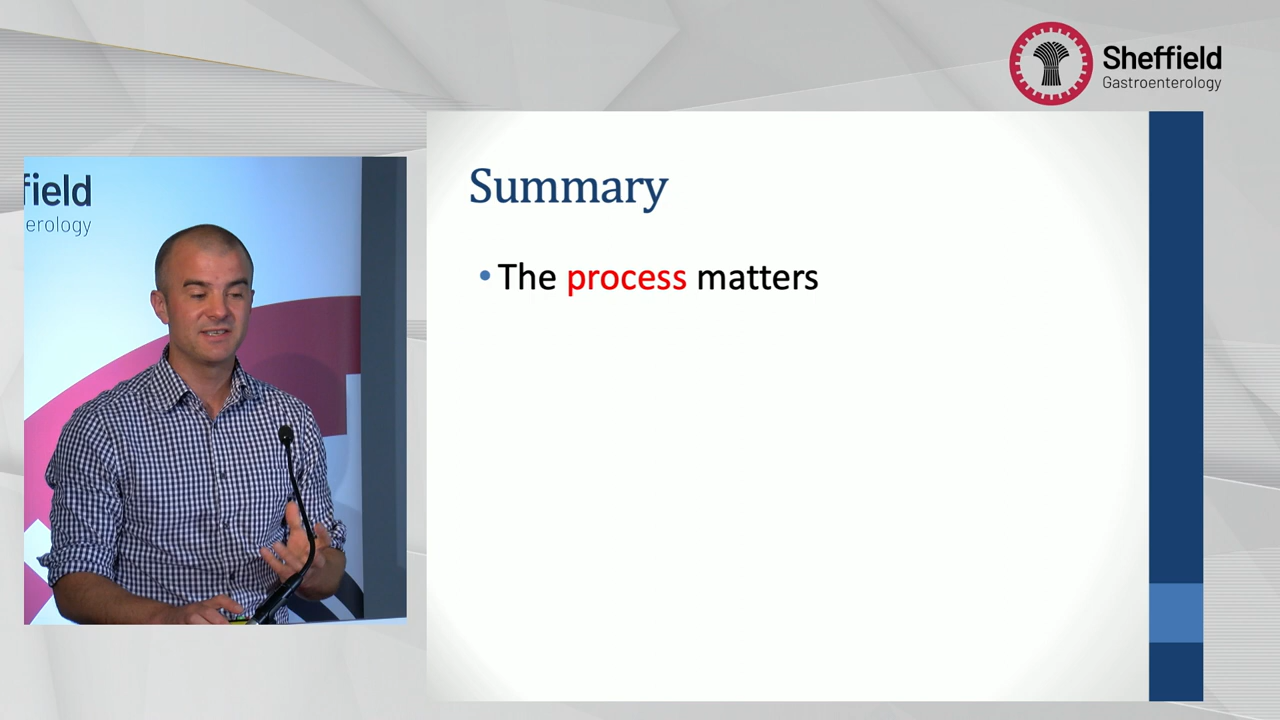 Sheffield
Gastroenterology
field
erology
Summary
• The process matters